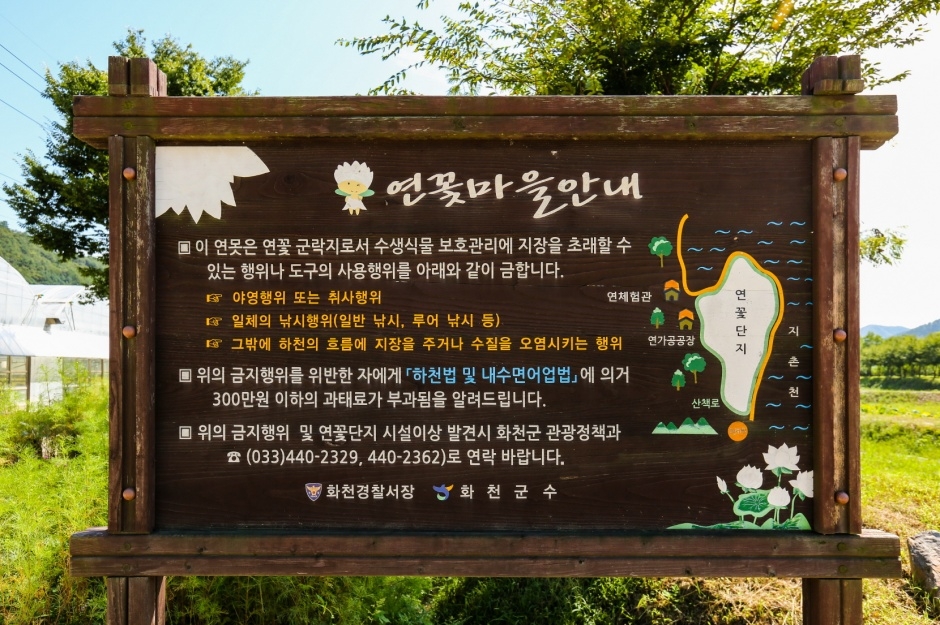 연꽃마을안내
▣ 이 연못은 연꽃 군락지로서 수생식물 보호관리에 지장을 초래할 수
있는 행위나 도구의 사용행위를 아래와 같이 금합니다.
☞ 야영행위 또는 취사행위
☞ 일체의 낚시행위(일반 낚시, 루어 낚시 등)
☞ 그밖에 하천의 흐름에 지장을 주거나 수질을 오염시키는 행위
▣ 위의 금지행위를 위반한 자에게 「하천법 및 내수면어업법」에 의거
300만원 이하의 과태료가 부과됨을 알려드립니다.
▣ 위의 금지행위 및 연꽃단지 시설이상 발견시 화천군 관광정책과
☎ (033)440-2329, 440-2362)로 연락 바랍니다.
화천경찰서장 화천군수
연체험관
연가공공장
산책로
연꽃단지
지촌천